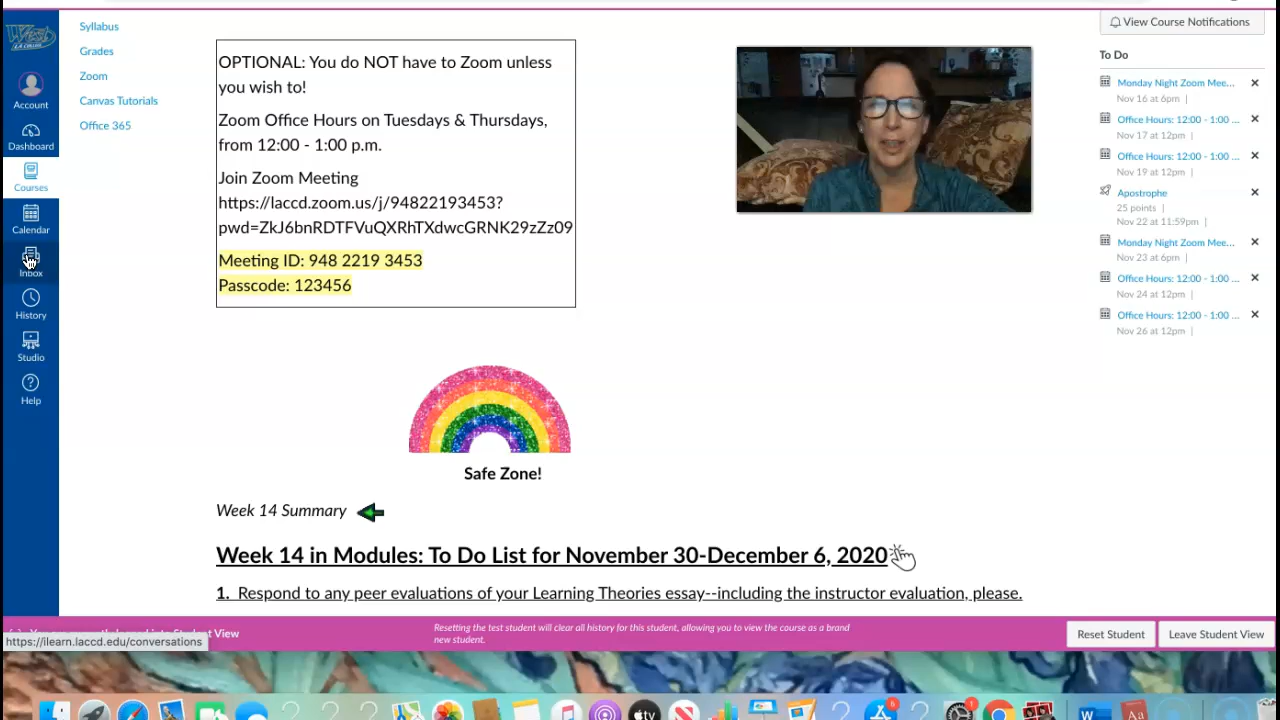 West
L.A. COLLEGE
Account
Dashboard
Courses
Calendar
Inbox
History
Studio
Help
Syllabus
Grades
Zoom
Canvas Tutorials
Office 365
OPTIONAL: You do NOT have to Zoom unless
you wish to!
Zoom Office Hours on Tuesdays & Thursdays,
from 12:00 - 1:00 p.m.
Join Zoom Meeting
https://laccd.zoom.us/j/94822193453?
pwd=ZkJ6bnRDTFVuQXRhTXdwcGRNK29zZz09
Meeting ID: 948 2219 3453
Passcode: 123456
Safe Zone!
Week 14 Summary
Week 14 in Modules: To Do List for November 30-December 6, 2020
1. Respond to any peer evaluations of your Learning Theories essay--including the instructor evaluation, please.
View Course Notifications
To Do
Monday Night Zoom Mee...
Nov 16 at 6pm |
Office Hours: 12:00 - 1:00 ...
Nov 17 at 12pm |
Office Hours: 12:00 - 1:00 ...
Nov 19 at 12pm |
Apostrophe
25 points |
Nov 22 at 11:59pm |
Monday Night Zoom Mee...
Nov 23 at 6pm |
Office Hours: 12:00 - 1:00 ...
Nov 24 at 12pm |
Office Hours: 12:00 - 1:00 ...
Nov 26 at 12pm |
Student View
https://ilearn.laccd.edu/conversations
Resetting the test student will clear all history for this student, allowing you to view the course as a brand
new student.
Reset Student
Leave Student View
tv
W
Aa